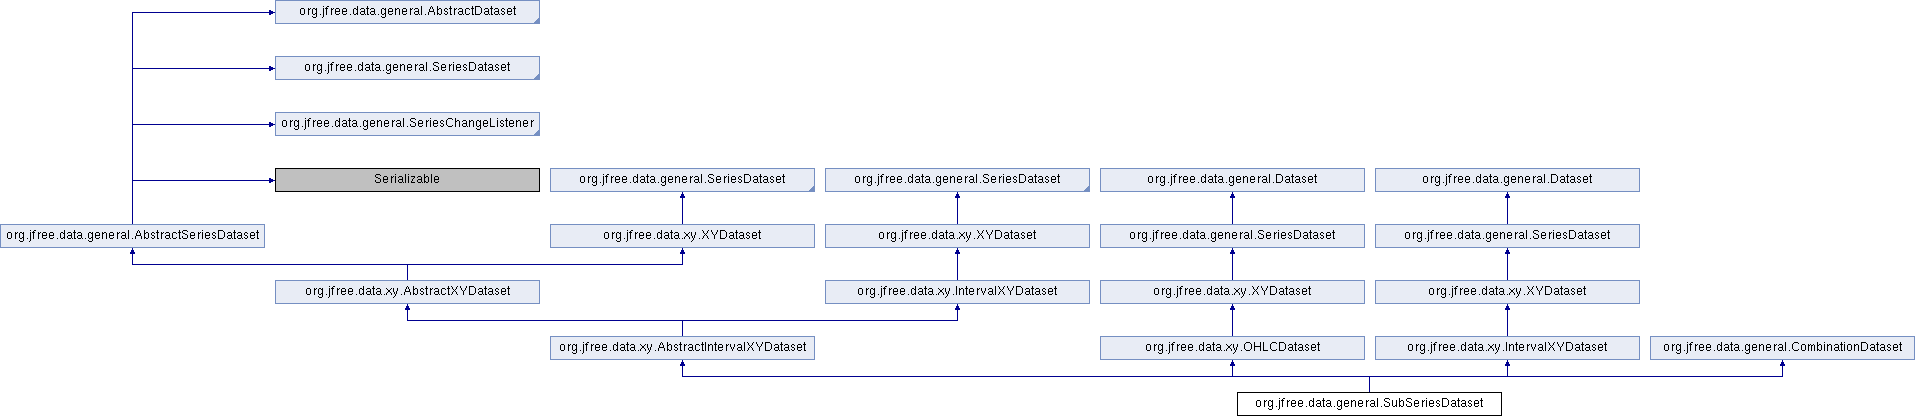 org.jfree.data.general.AbstractDataset
org.jfree.data.general.SeriesDataset
org.jfree.data.general.SeriesChangeListener
Serializable
org.jfree.data.general.SeriesDataset
org.jfree.data.general.SeriesDataset
org.jfree.data.general.Dataset
org.jfree.data.general.Dataset
org.jfree.data.general.AbstractSeriesDataset
org.jfree.data.xy.XYDataset
org.jfree.data.xy.XYDataset
org.jfree.data.general.SeriesDataset
org.jfree.data.general.SeriesDataset
org.jfree.data.xy.AbstractXYDataset
org.jfree.data.xy.IntervalXYDataset
org.jfree.data.xy.XYDataset
org.jfree.data.xy.XYDataset
org.jfree.data.xy.AbstractIntervalXYDataset
org.jfree.data.xy.OHLCDataset
org.jfree.data.xy.IntervalXYDataset
org.jfree.data.general.CombinationDataset
org.jfree.data.general.SubSeriesDataset